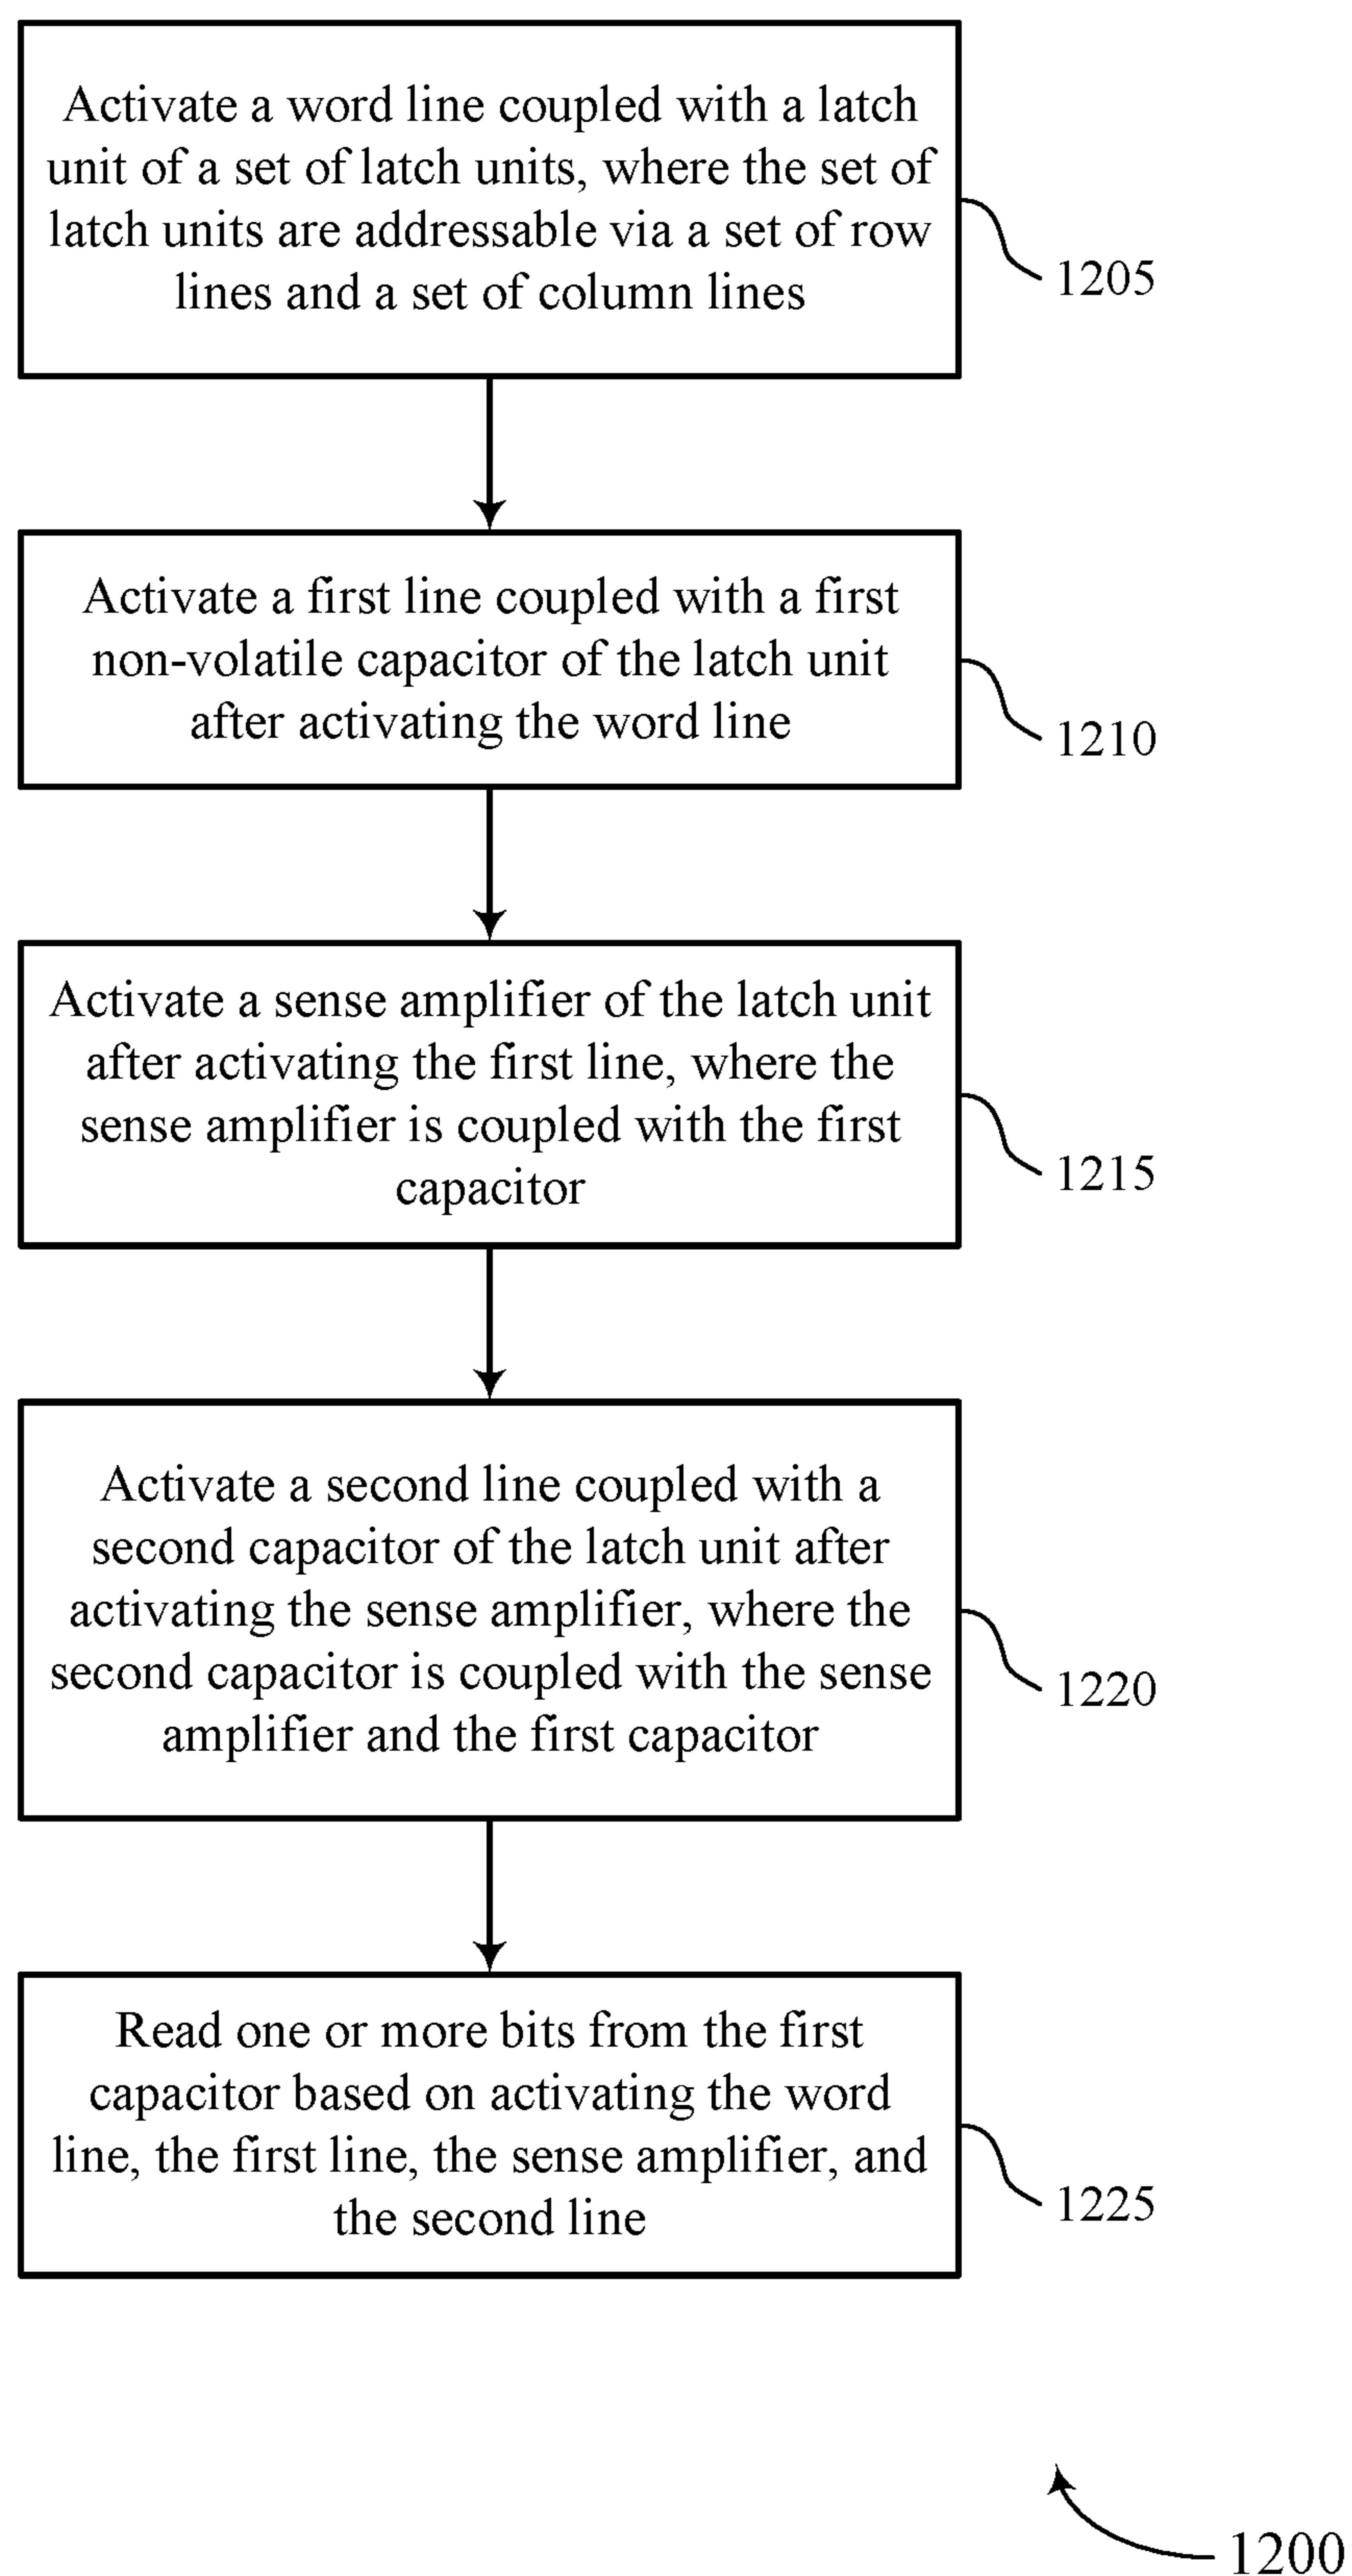 Activate a word line coupled with a latch
unit of a set of latch units, where the set of
latch units are addressable via a set of row
lines and a set of column lines
1205
Activate a first line coupled with a first
non-volatile capacitor of the latch unit
after activating the word line
1210
Activate a sense amplifier of the latch unit
after activating the first line, where the
sense amplifier is coupled with the first
capacitor
1215
Activate a second line coupled with a
second capacitor of the latch unit after
activating the sense amplifier, where the
second capacitor is coupled with the sense
amplifier and the first capacitor
1220
Read one or more bits from the first
capacitor based on activating the word
line, the first line, the sense amplifier, and
the second line
1225
1200